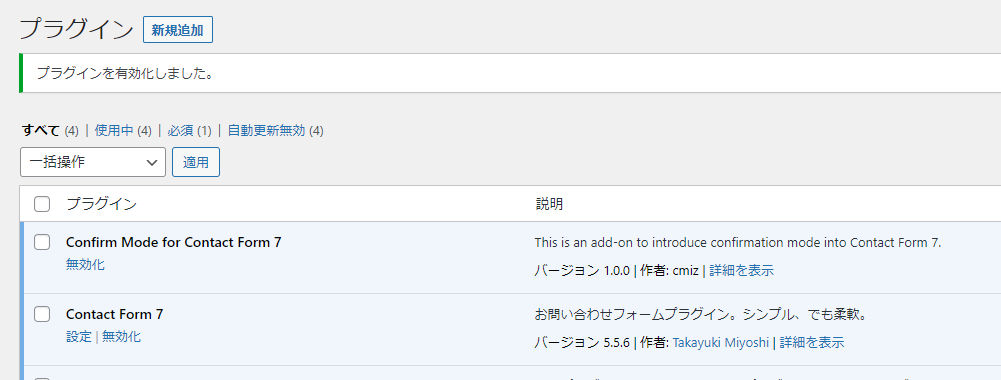 プラグイン 新規追加
プラグインを有効化しました。
すべて (4) | 使用中 (4) | 必須 (1) | 自動更新無効 (4)
一括操作 適用
プラグイン 説明
Confirm Mode for Contact Form 7 This is an add-on to introduce confirmation mode into Contact Form 7.
無効化 バージョン 1.0.0 | 作者: cmiz | 詳細を表示
Contact Form 7 お問い合わせフォームプラグイン。シンプル、でも柔軟。
設定 | 無効化 バージョン 5.5.6 | 作者: Takayuki Miyoshi | 詳細を表示